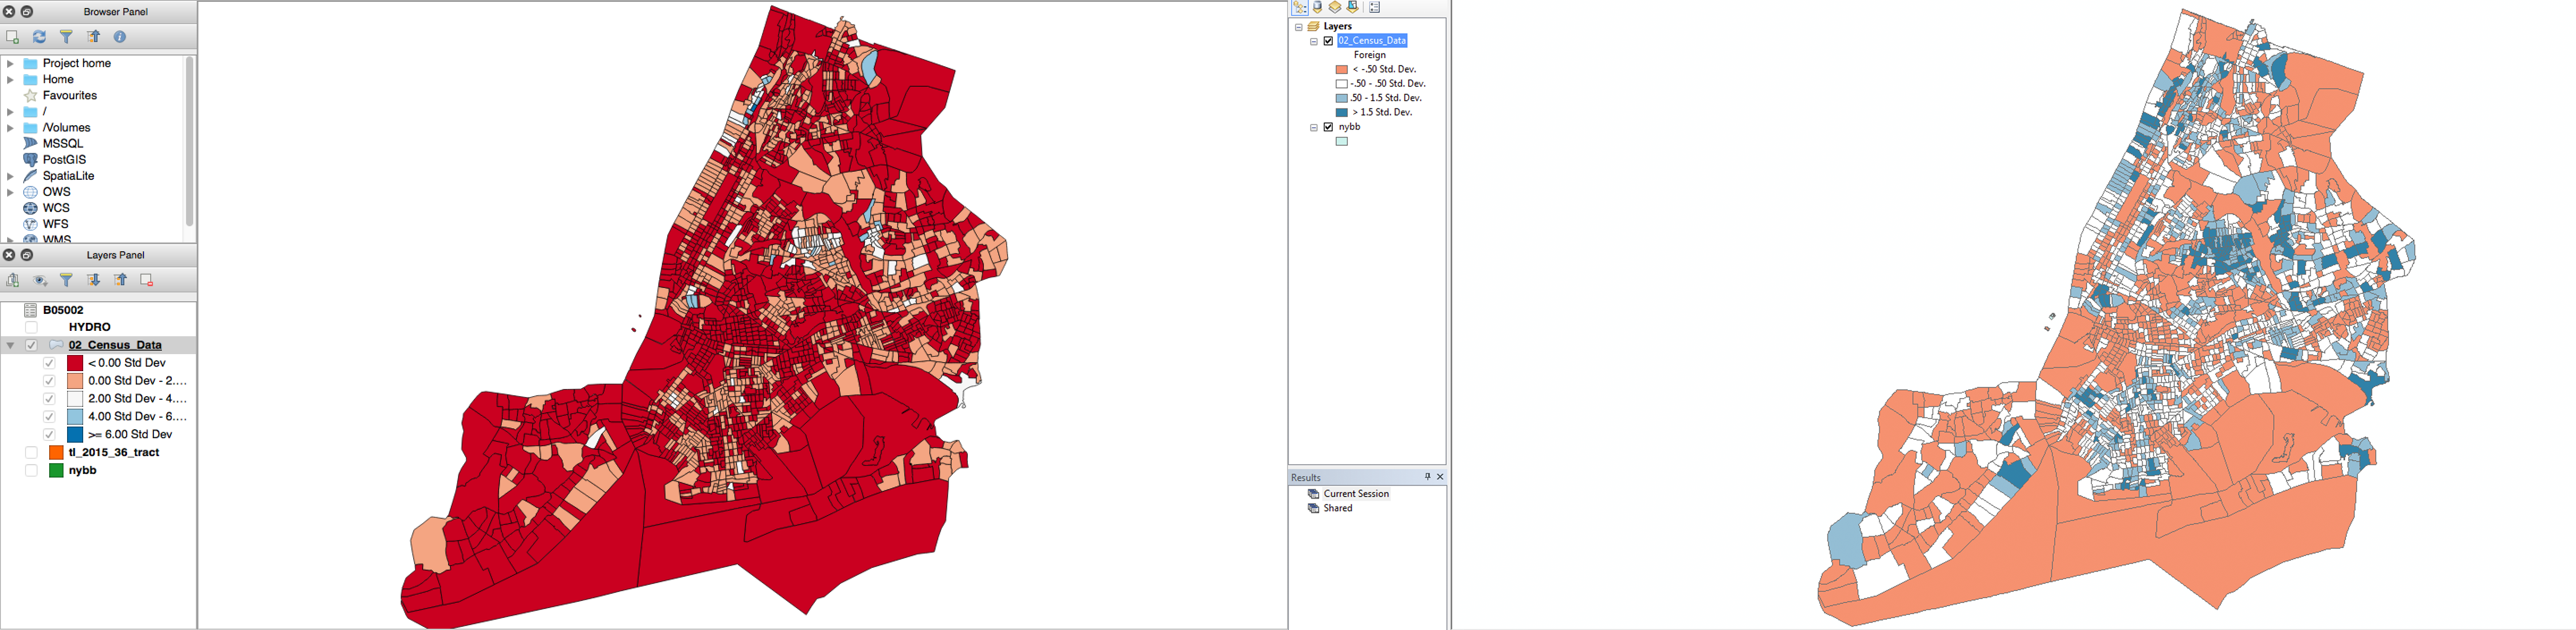 Browser Panel
Project home
Home
Favourites
/
/Volumes
MSSQL
PostGIS
SpatiaLite
OWS
WCS
WFS
WMS
Layers Panel
B05002
HYDRO
02_Census_Data
< 0.00 Std Dev
0.00 Std Dev - 2....
2.00 Std Dev - 4....
4.00 Std Dev - 6....
>= 6.00 Std Dev
tl_2015_36_tract
nybb
Layers
02_Census_Data
Foreign
< -.50 Std. Dev.
-.50 - .50 Std. Dev.
.50 - 1.5 Std. Dev.
> 1.5 Std. Dev.
nybb
Results
Current Session
Shared